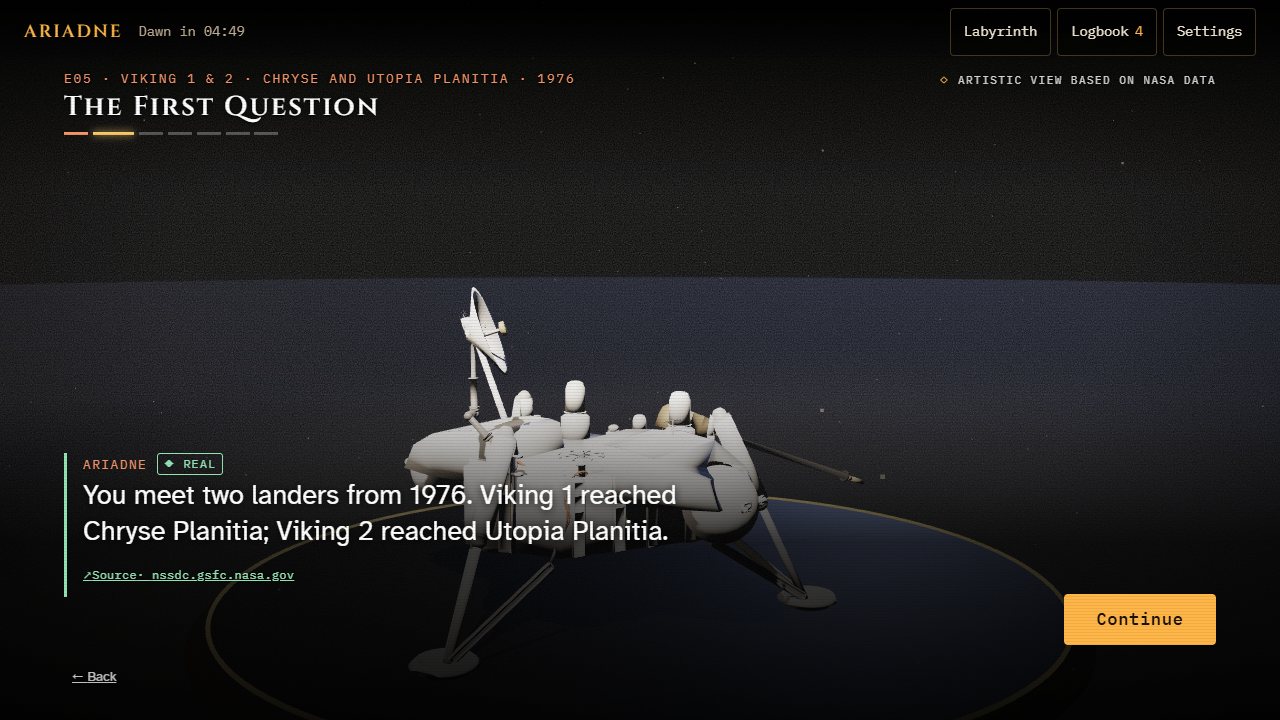 ARIADNE Dawn in 04:49 Labyrinth Logbook 4 Settings
E05 · VIKING 1 & 2 · CHRYSE AND UTOPIA PLANITIA · 1976
◇ ARTISTIC VIEW BASED ON NASA DATA
The First Question
ARIADNE ◆ REAL
You meet two landers from 1976. Viking 1 reached
Chryse Planitia; Viking 2 reached Utopia Planitia.
↗Source· nssdc.gsfc.nasa.gov
Continue
← Back